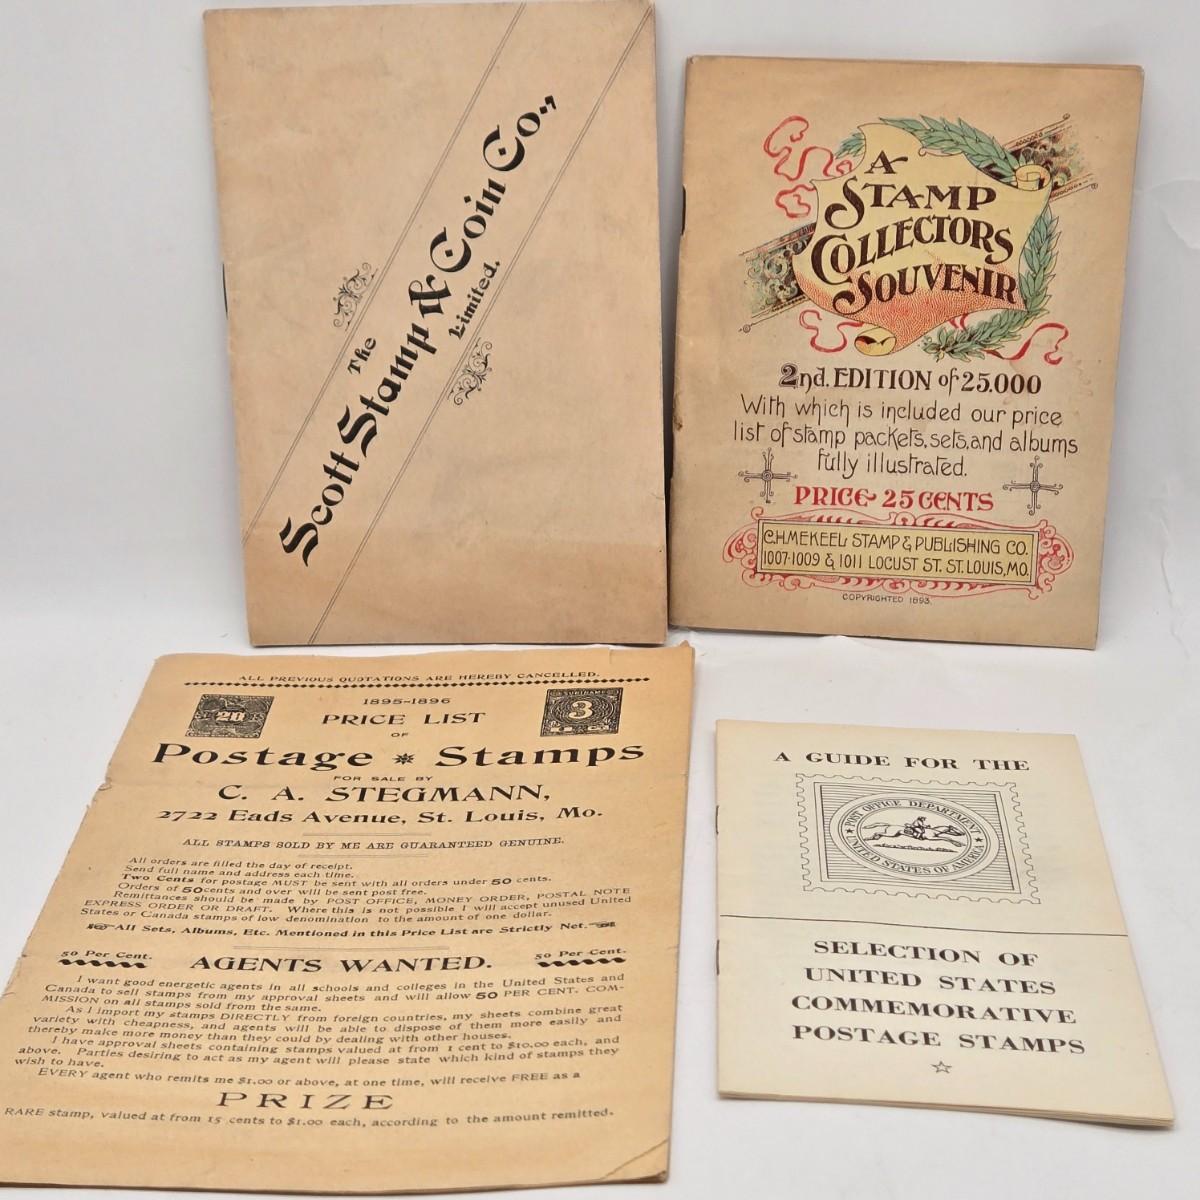 The
Scott Stamp & Coin Co.,
Limited.
A
STAMP
COLLECTORS
SOUVENIR
2nd. EDITION of 25.000
With which is included our price
list of stamp packets, sets, and albums
fully illustrated.
PRICE 25 CENTS
C.H. MEKEEL STAMP & PUBLISHING CO.
1007-1009 & 1011 LOCUST ST. ST. LOUIS, MO.
COPYRIGHTED 1893.
ALL PREVIOUS QUOTATIONS ARE HEREBY CANCELLED.
1895-1896
PRICE LIST
OF
Postage Stamps
FOR SALE BY
C. A. STEGMANN,
2722 Eads Avenue, St. Louis, Mo.
ALL STAMPS SOLD BY ME ARE GUARANTEED GENUINE.
All orders are filled the day of receipt.
Send full name and address each time.
Two Cents for postage MUST be sent with all orders under 50 cents.
Orders of 50 cents and over will be sent post free.
Remittances should be made by POST OFFICE, MONEY ORDER, POSTAL NOTE
EXPRESS ORDER OR DRAFT. Where this is not possible I will accept unused United
States or Canada stamps of low denomination to the amount of one dollar.
All Sets, Albums, Etc. Mentioned in this Price List are Strictly Net.
50 Per Cent. AGENTS WANTED. 50 Per Cent.
I want good energetic agents in all schools and colleges in the United States and
Canada to sell stamps from my approval sheets and will allow 50 PER CENT. COM-
MISSION on all stamps sold from the same.
As I import my stamps DIRECTLY from foreign countries, my sheets combine great
variety with cheapness, and agents will be able to dispose of them more easily and
thereby make more money than they could by dealing with other houses.
I have approval sheets containing stamps valued at from 1 cent to $10.00 each, and
above. Parties desiring to act as my agent will please state which kind of stamps they
wish to have.
EVERY agent who remits me $1.00 or above, at one time, will receive FREE as a
PRIZE
RARE stamp, valued at from 15 cents to $1.00 each, according to the amount remitted.
A GUIDE FOR THE
POST OFFICE DEPARTMENT
UNITED STATES OF AMERICA
SELECTION OF
UNITED STATES
COMMEMORATIVE
POSTAGE STAMPS